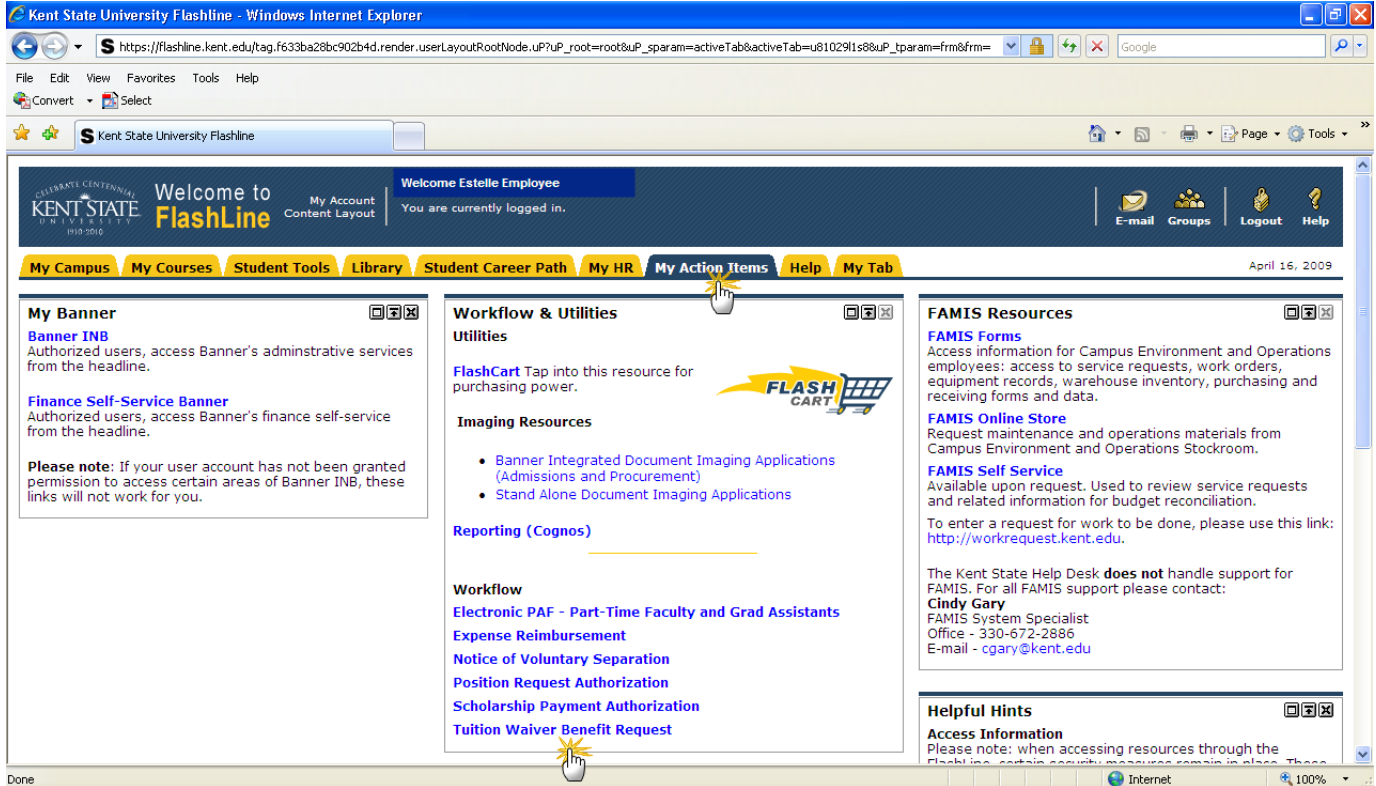 Kent State University Flashline - Windows Internet Explorer
https://flashline.kent.edu/tag.f633ba28bc902b4d.render.userLayoutRootNode.uP?uP_root=root&uP_sparam=activeTab&activeTab=u81029l1s8&uP_tparam=frm&frm=
Google
File Edit View Favorites Tools Help
Convert Select
Kent State University Flashline
Page Tools »
CELEBRATE CENTENNIAL
KENT STATE
UNIVERSITY
1910-2010
Welcome to
FlashLine
My Account
Content Layout
Welcome Estelle Employee
You are currently logged in.
E-mail Groups Logout Help
My Campus My Courses Student Tools Library Student Career Path My HR My Action Items Help My Tab
April 16, 2009
My Banner
Banner INB
Authorized users, access Banner's adminstrative services
from the headline.
Finance Self-Service Banner
Authorized users, access Banner's finance self-service
from the headline.
Please note: If your user account has not been granted
permission to access certain areas of Banner INB, these
links will not work for you.
Workflow & Utilities
Utilities
FlashCart Tap into this resource for
purchasing power.
FLASH
CART
Imaging Resources
• Banner Integrated Document Imaging Applications
(Admissions and Procurement)
• Stand Alone Document Imaging Applications
Reporting (Cognos)
Workflow
Electronic PAF - Part-Time Faculty and Grad Assistants
Expense Reimbursement
Notice of Voluntary Separation
Position Request Authorization
Scholarship Payment Authorization
Tuition Waiver Benefit Request
FAMIS Resources
FAMIS Forms
Access information for Campus Environment and Operations
employees: access to service requests, work orders,
equipment records, warehouse inventory, purchasing and
receiving forms and data.
FAMIS Online Store
Request maintenance and operations materials from
Campus Environment and Operations Stockroom.
FAMIS Self Service
Available upon request. Used to review service requests
and related information for budget reconciliation.
To enter a request for work to be done, please use this link:
http://workrequest.kent.edu.
The Kent State Help Desk does not handle support for
FAMIS. For all FAMIS support please contact:
Cindy Gary
FAMIS System Specialist
Office - 330-672-2886
E-mail - cgary@kent.edu
Helpful Hints
Access Information
Please note: when accessing resources through the
FlashLine, certain security measures remain in place. These
Done
Internet
100%